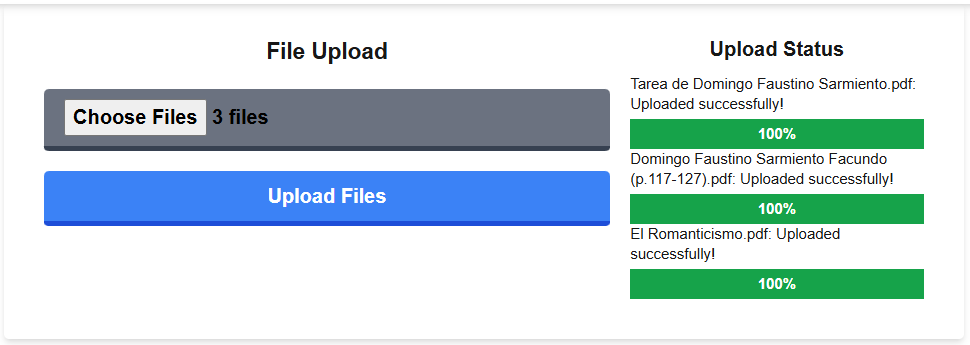 File Upload
Choose Files 3 files
Upload Files
Upload Status
Tarea de Domingo Faustino Sarmiento.pdf:
Uploaded successfully!
100%
Domingo Faustino Sarmiento Facundo
(p.117-127).pdf: Uploaded successfully!
100%
El Romanticismo.pdf: Uploaded
successfully!
100%